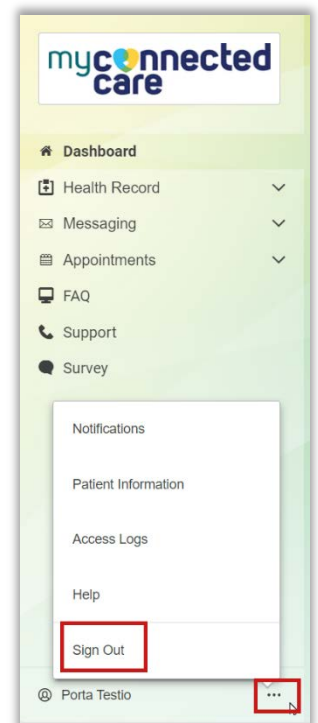 myconnected
care
Dashboard
Health Record
Messaging
Appointments
FAQ
Support
Survey
Notifications
Patient Information
Access Logs
Help
Sign Out
Porta Testio